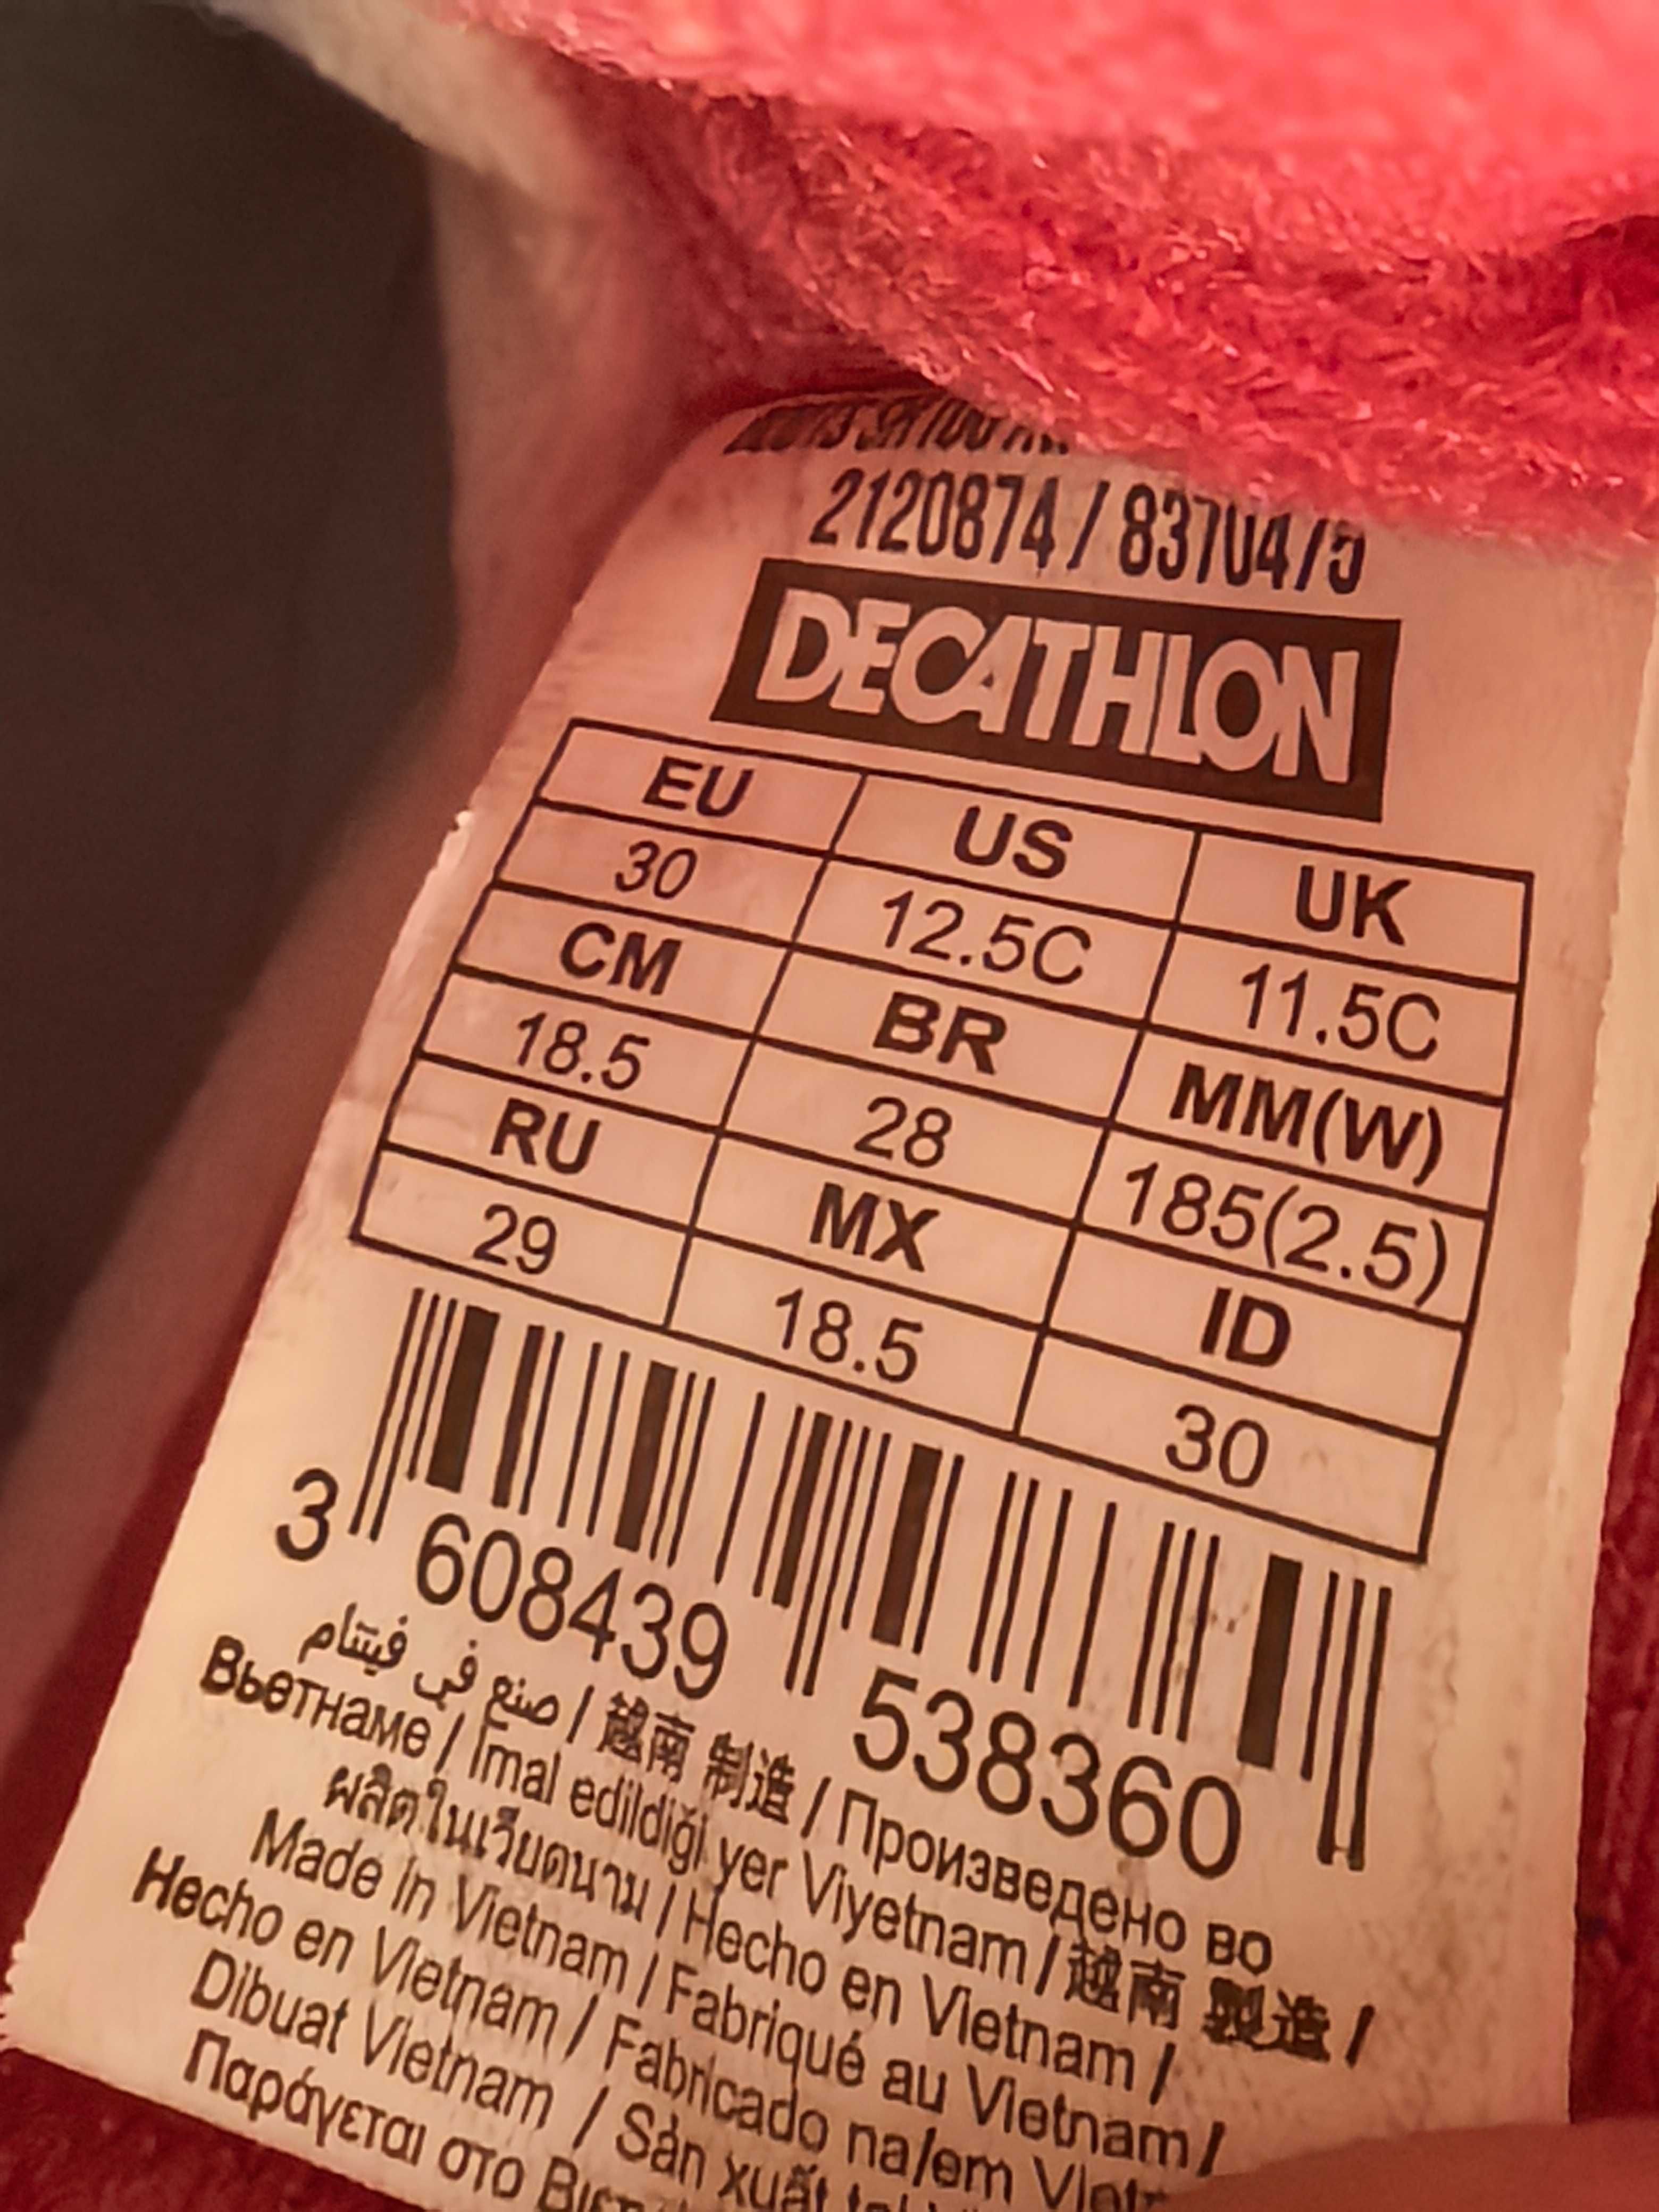 2120874 / 8370475
DECATHLON
EU US UK
30 12.5C 11.5C
CM BR MM(W)
18.5 28 185(2.5)
RU MX ID
29 18.5 30
3 608439 538360
صنع في فيتنام / 越南 制造 / Произведено во
Вьетнаме / İmal edildiği yer Viyetnam / 越南 製造 /
ผลิตในเวียดนาม / Hecho en Vietnam /
Made in Vietnam / Fabriqué au Vietnam /
Hecho en Vietnam / Fabricado na/em
Dibuat Vietnam / Sản xuất tại
Παράγεται στο